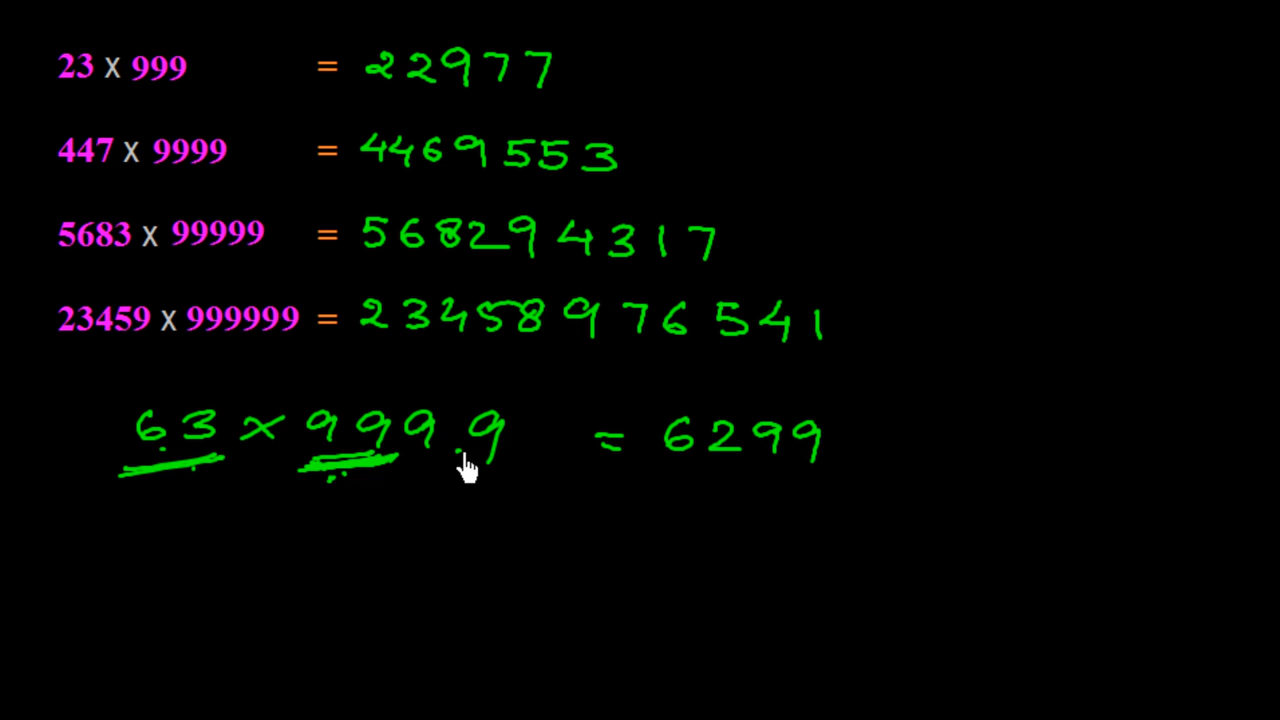 23 x 999 = 22977
447 x 9999 = 4469553
5683 x 99999 = 568294317
23459 x 999999 = 23458976541
63 x 9999 = 6299